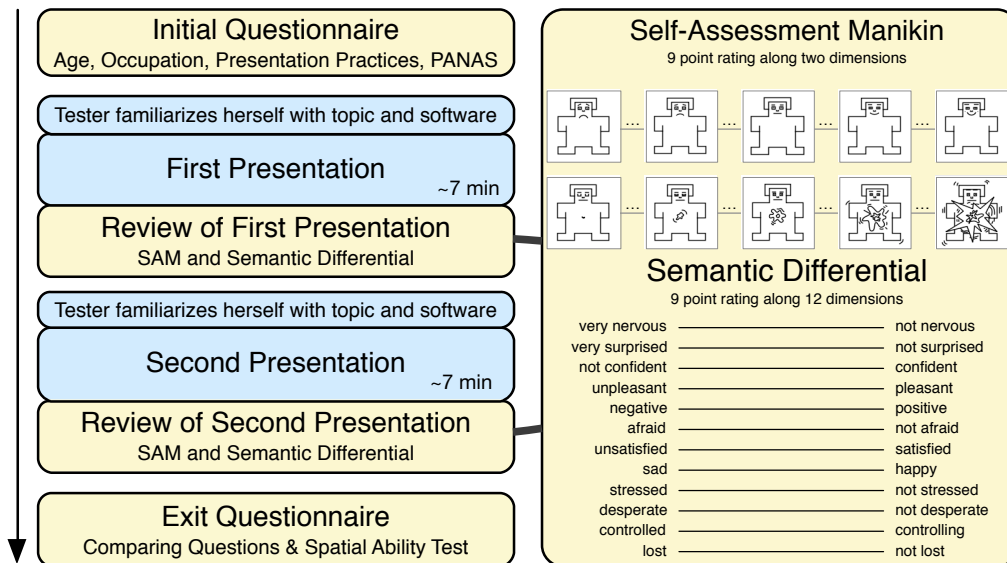 Initial Questionnaire
Age, Occupation, Presentation Practices, PANAS
Tester familiarizes herself with topic and software
First Presentation
~7 min
Review of First Presentation
SAM and Semantic Differential
Tester familiarizes herself with topic and software
Second Presentation
~7 min
Review of Second Presentation
SAM and Semantic Differential
Exit Questionnaire
Comparing Questions & Spatial Ability Test
Self-Assessment Manikin
9 point rating along two dimensions
... ... ... ...
... ... ... ...
Semantic Differential
9 point rating along 12 dimensions
very nervous not nervous
very surprised not surprised
not confident confident
unpleasant pleasant
negative positive
afraid not afraid
unsatisfied satisfied
sad happy
stressed not stressed
desperate not desperate
controlled controlling
lost not lost